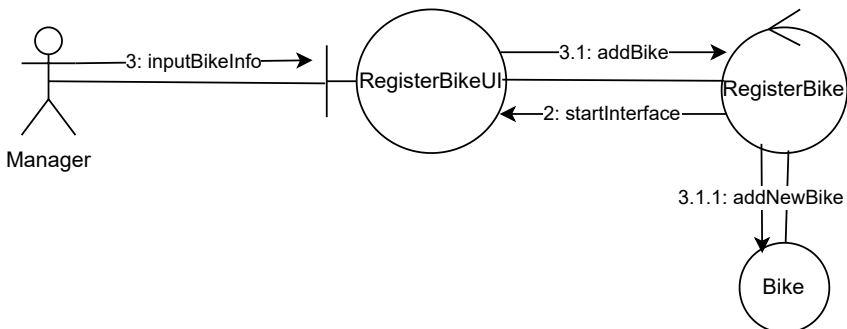 3: inputBikeInfo
3.1: addBike
RegisterBikeUI
RegisterBike
2: startInterface
Manager
3.1.1: addNewBike
Bike